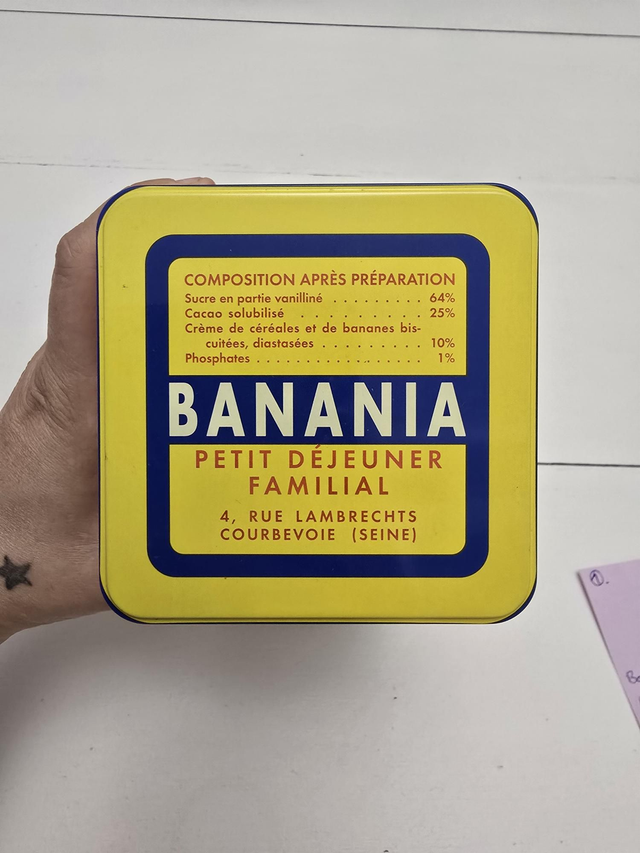 COMPOSITION APRÈS PRÉPARATION
Sucre en partie vanilliné . . . . . . . . . 64%
Cacao solubilisé . . . . . . . . . 25%
Crème de céréales et de bananes bis-
cuitées, diastasées . . . . . . . . . 10%
Phosphates . . . . . . . . . . . . . . . . 1%
BANANIA
PETIT DÉJEUNER
FAMILIAL
4, RUE LAMBRECHTS
COURBEVOIE (SEINE)
1.